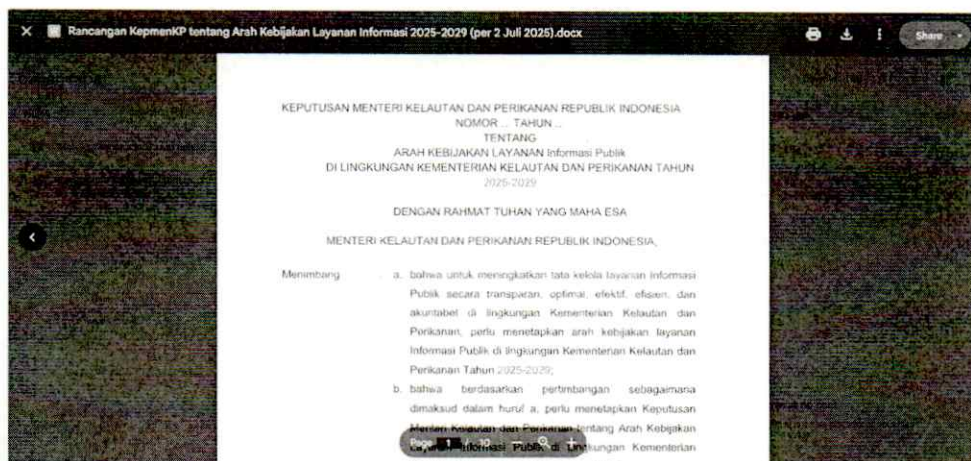 Rancangan KepmenKP tentang Arah Kebijakan Layanan Informasi 2025-2029 (per 2 Juli 2025).docx
Share
KEPUTUSAN MENTERI KELAUTAN DAN PERIKANAN REPUBLIK INDONESIA
NOMOR .. TAHUN ..
TENTANG
ARAH KEBIJAKAN LAYANAN Informasi Publik
DI LINGKUNGAN KEMENTERIAN KELAUTAN DAN PERIKANAN TAHUN
2025-2029
DENGAN RAHMAT TUHAN YANG MAHA ESA
MENTERI KELAUTAN DAN PERIKANAN REPUBLIK INDONESIA,
Menimbang : a. bahwa untuk meningkatkan tata kelola layanan Informasi
Publik secara transparan, optimal, efektif, efisien, dan
akuntabel di lingkungan Kementerian Kelautan dan
Perikanan, perlu menetapkan arah kebijakan layanan
Informasi Publik di lingkungan Kementerian Kelautan dan
Perikanan Tahun 2025-2029;
b. bahwa berdasarkan pertimbangan sebagaimana
dimaksud dalam huruf a, perlu menetapkan Keputusan
Menteri Kelautan dan Perikanan tentang Arah Kebijakan
Layanan Informasi Publik di Lingkungan Kementerian
Page 1 / 10